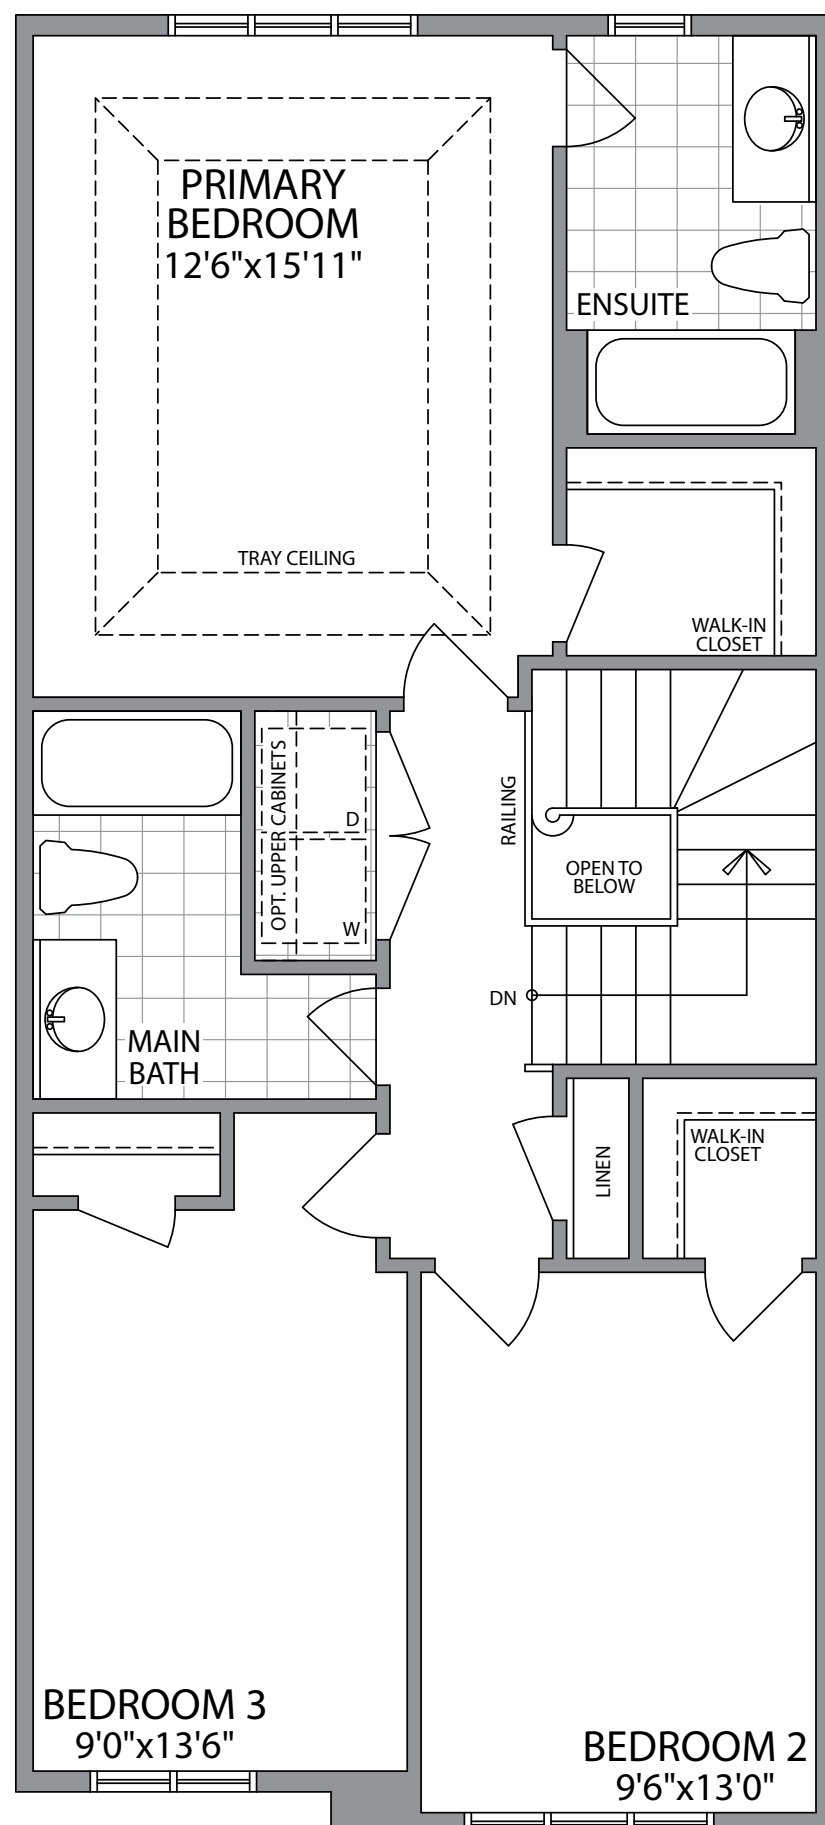 PRIMARY
BEDROOM
12'6"x15'11"
ENSUITE
TRAY CEILING
WALK-IN
CLOSET
OPT. UPPER CABINETS
D
W
RAILING
OPEN TO
BELOW
DN
MAIN
BATH
LINEN
WALK-IN
CLOSET
BEDROOM 3
9'0"x13'6"
BEDROOM 2
9'6"x13'0"